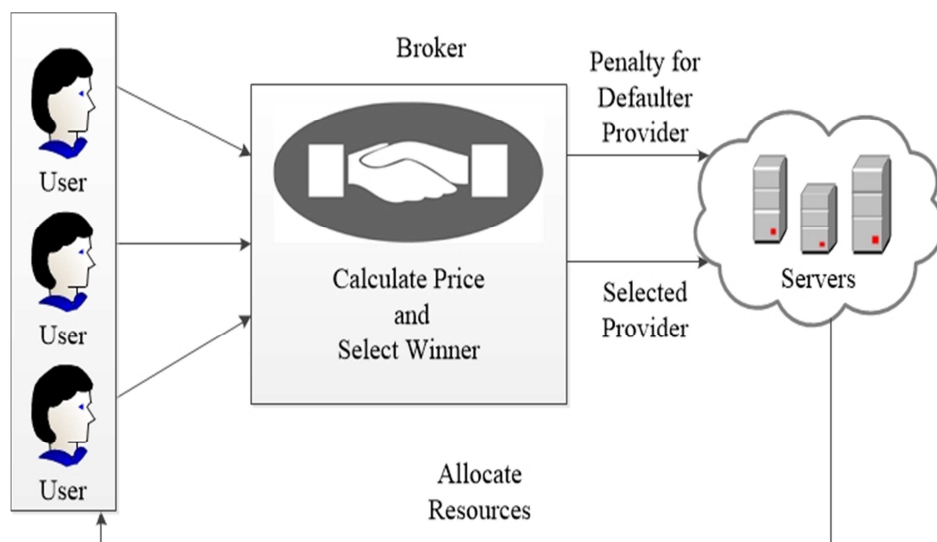 User
User
User
Broker
Calculate Price
and
Select Winner
Penalty for
Defaulter
Provider
Selected
Provider
Servers
Allocate
Resources